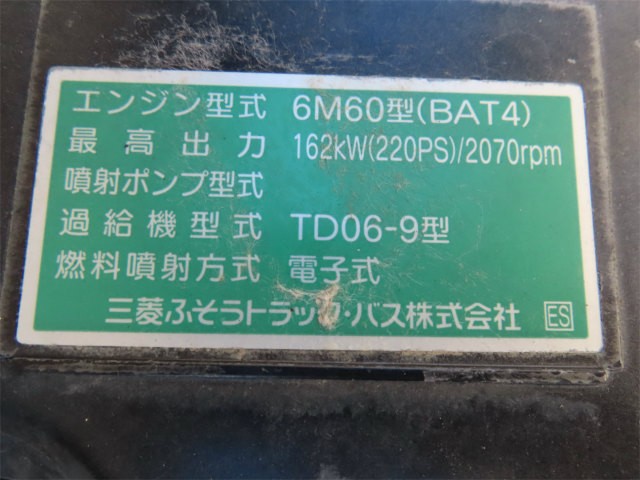 エンジン型式 6M60型(BAT4)
最高出力 162kW(220PS)/2070rpm
噴射ポンプ型式
過給機型式 TD06-9型
燃料噴射方式 電子式
三菱ふそうトラック・バス株式会社 ES